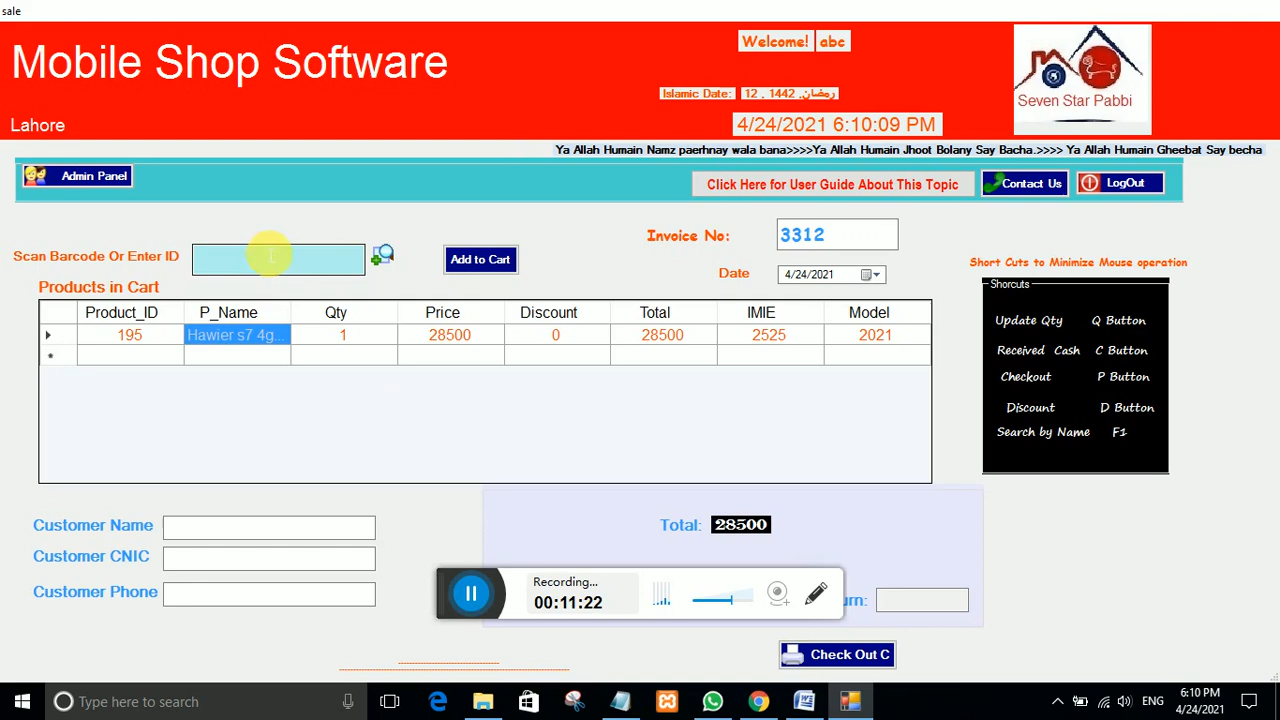 sale
Mobile Shop Software
Lahore
Welcome! abc
Islamic Date: 12 . 1442 ,رمضان
4/24/2021 6:10:09 PM
Seven Star Pabbi
Ya Allah Humain Namz paerhnay wala bana>>>>Ya Allah Humain Jhoot Bolany Say Bacha.>>>> Ya Allah Humain Gheebat Say becha
Admin Panel
Click Here for User Guide About This Topic
Contact Us
LogOut
Scan Barcode Or Enter ID
Add to Cart
Invoice No: 3312
Date 4/24/2021
Products in Cart
Product_ID P_Name Qty Price Discount Total IMIE Model
195 Hawier s7 4g... 1 28500 0 28500 2525 2021
Short Cuts to Minimize Mouse operation
Shorcuts
Update Qty Q Button
Received Cash C Button
Checkout P Button
Discount D Button
Search by Name F1
Customer Name
Customer CNIC
Customer Phone
Total: 28500
Recording...
00:11:22
urn:
Check Out C
Type here to search
ENG
6:10 PM
4/24/2021